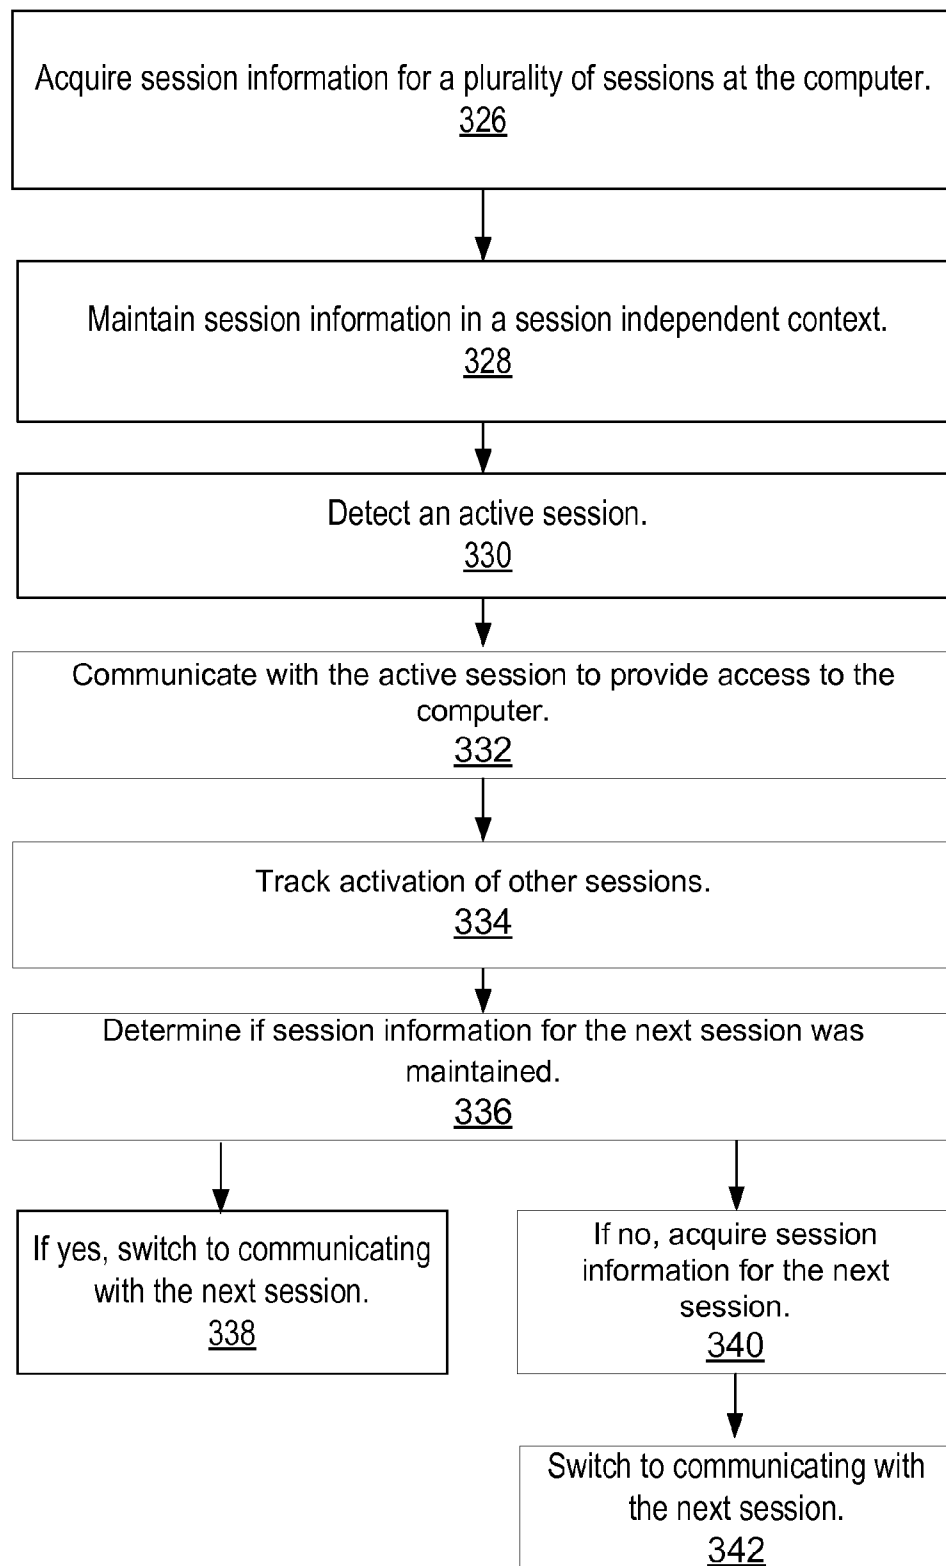 Acquire session information for a plurality of sessions at the computer.
326
Maintain session information in a session independent context.
328
Detect an active session.
330
Communicate with the active session to provide access to the
computer.
332
Track activation of other sessions.
334
Determine if session information for the next session was
maintained.
336
If yes, switch to communicating
with the next session.
338
If no, acquire session
information for the next
session.
340
Switch to communicating with
the next session.
342